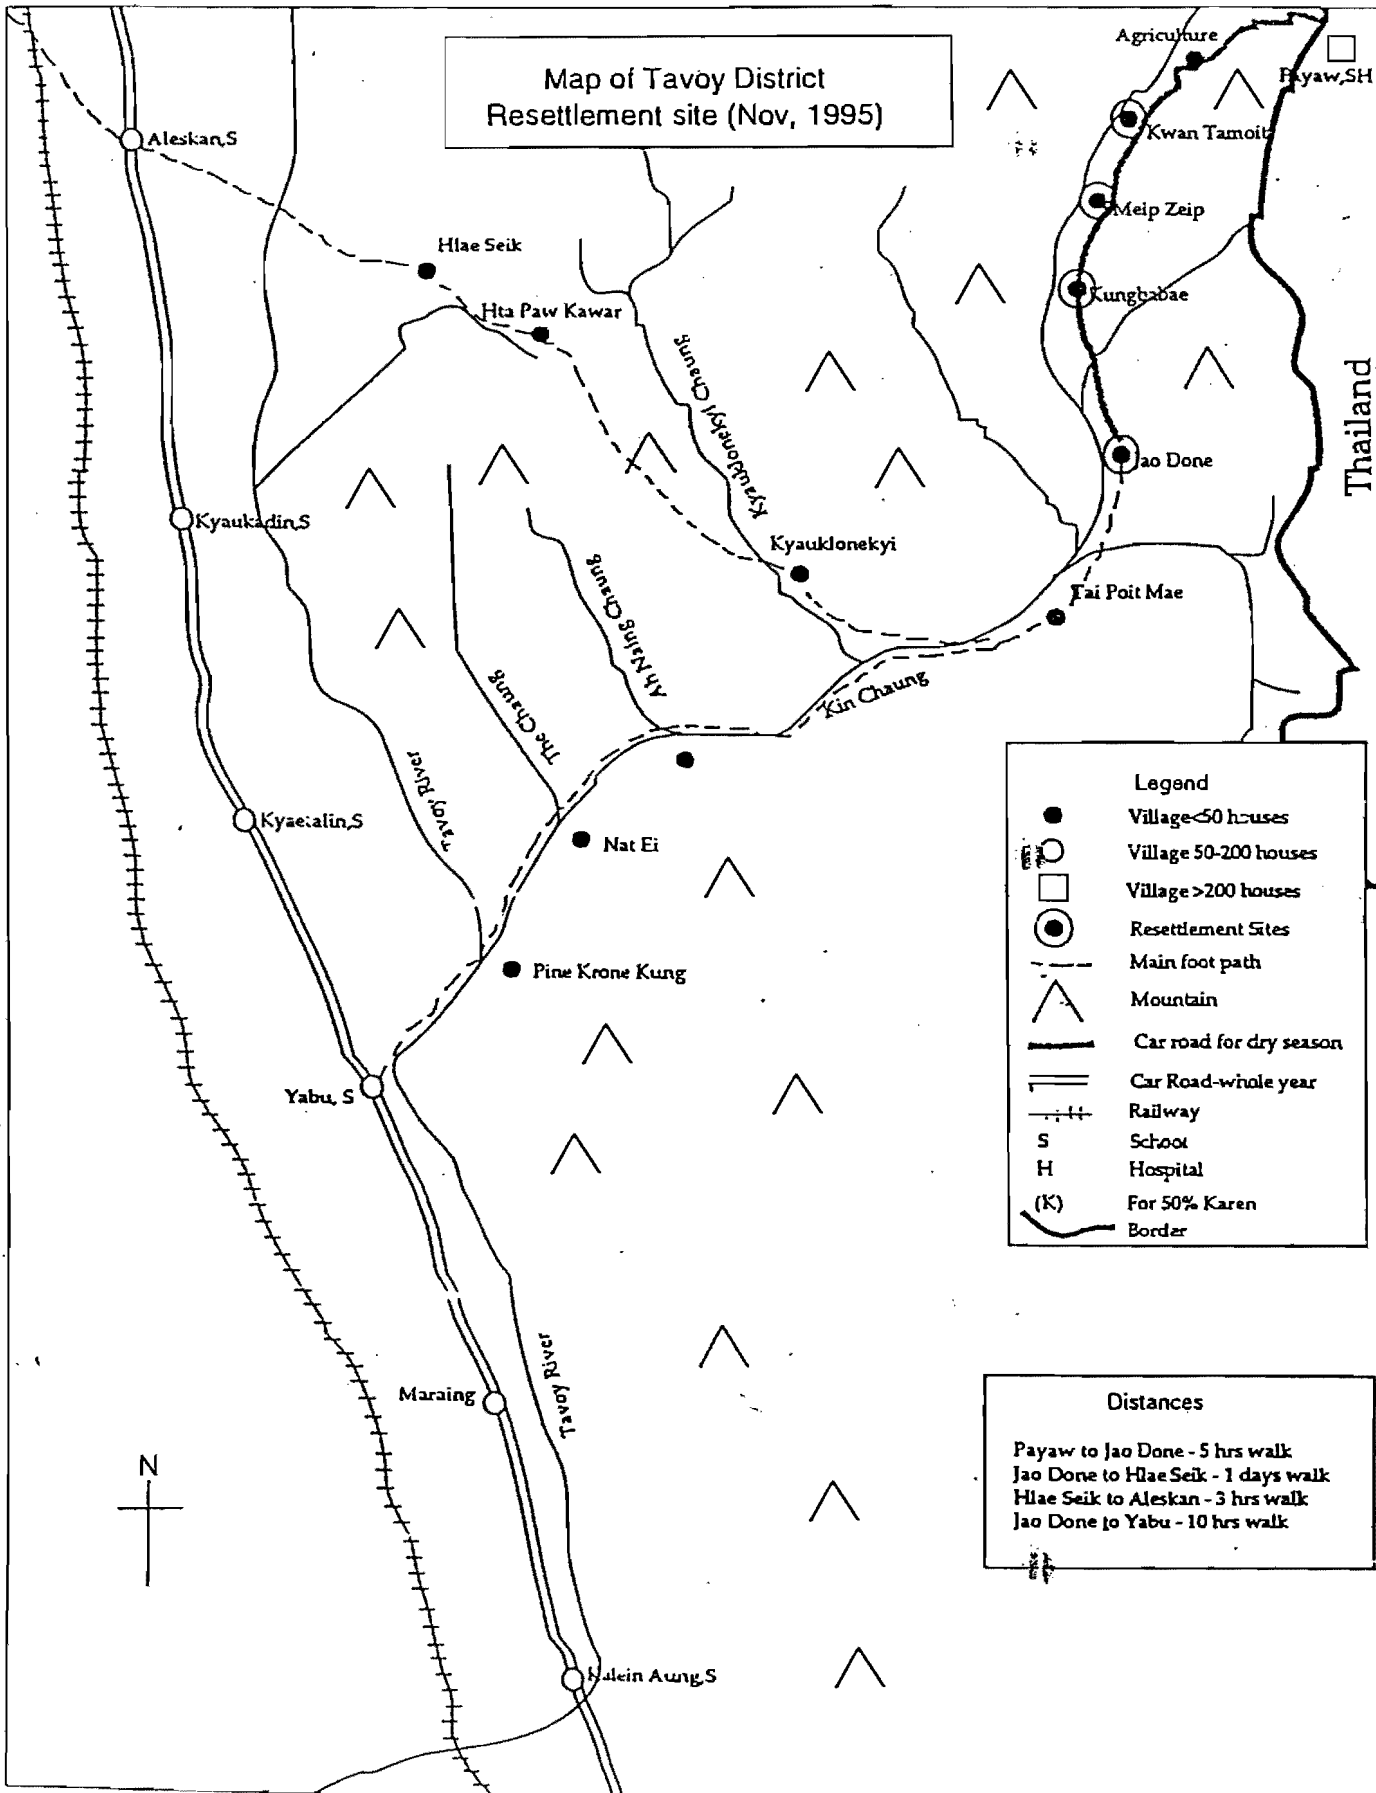 Map of Tavoy District
Resettlement site (Nov, 1995)
Agriculture
Payaw,SH
Kwan Tamoit
Aleskan,S
Meip Zeip
Hlae Seik
Hta Paw Kawar
Kyauklonekyi Chaung
Thailand
Jao Done
Kyaukadin,S
Kyauklonekyi
Ah Naing Chaung
Tai Poit Mae
The Chaung
Kin Chaung
Tavoy River
Nat Ei
Pine Krone Kung
Yabu, S
Maraing
Tavoy River
N
Legend
Village<50 houses
Village 50-200 houses
Village >200 houses
Resettlement Sites
Main foot path
Mountain
Car road for dry season
Car Road-whole year
Railway
S School
H Hospital
(K) For 50% Karen
Border
Distances
Payaw to Jao Done - 5 hrs walk
Jao Done to Hlae Seik - 1 days walk
Hlae Seik to Aleskan - 3 hrs walk
Jao Done to Yabu - 10 hrs walk
Aung,S